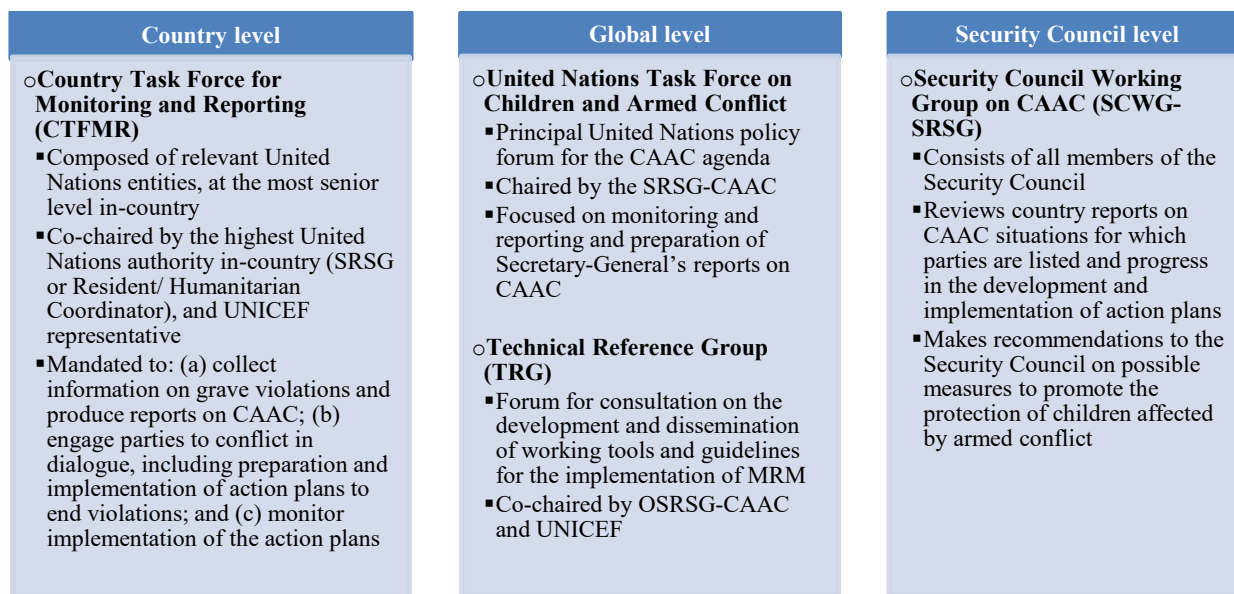 Country level
○Country Task Force for
Monitoring and Reporting
(CTFMR)
▪Composed of relevant United
Nations entities, at the most senior
level in-country
▪Co-chaired by the highest United
Nations authority in-country (SRSG
or Resident/ Humanitarian
Coordinator), and UNICEF
representative
▪Mandated to: (a) collect
information on grave violations and
produce reports on CAAC; (b)
engage parties to conflict in
dialogue, including preparation and
implementation of action plans to
end violations; and (c) monitor
implementation of the action plans
Global level
○United Nations Task Force on
Children and Armed Conflict
▪Principal United Nations policy
forum for the CAAC agenda
▪Chaired by the SRSG-CAAC
▪Focused on monitoring and
reporting and preparation of
Secretary-General’s reports on
CAAC
○Technical Reference Group
(TRG)
▪Forum for consultation on the
development and dissemination
of working tools and guidelines
for the implementation of MRM
▪Co-chaired by OSRSG-CAAC
and UNICEF
Security Council level
○Security Council Working
Group on CAAC (SCWG-
SRSG)
▪Consists of all members of the
Security Council
▪Reviews country reports on
CAAC situations for which
parties are listed and progress
in the development and
implementation of action plans
▪Makes recommendations to the
Security Council on possible
measures to promote the
protection of children affected
by armed conflict